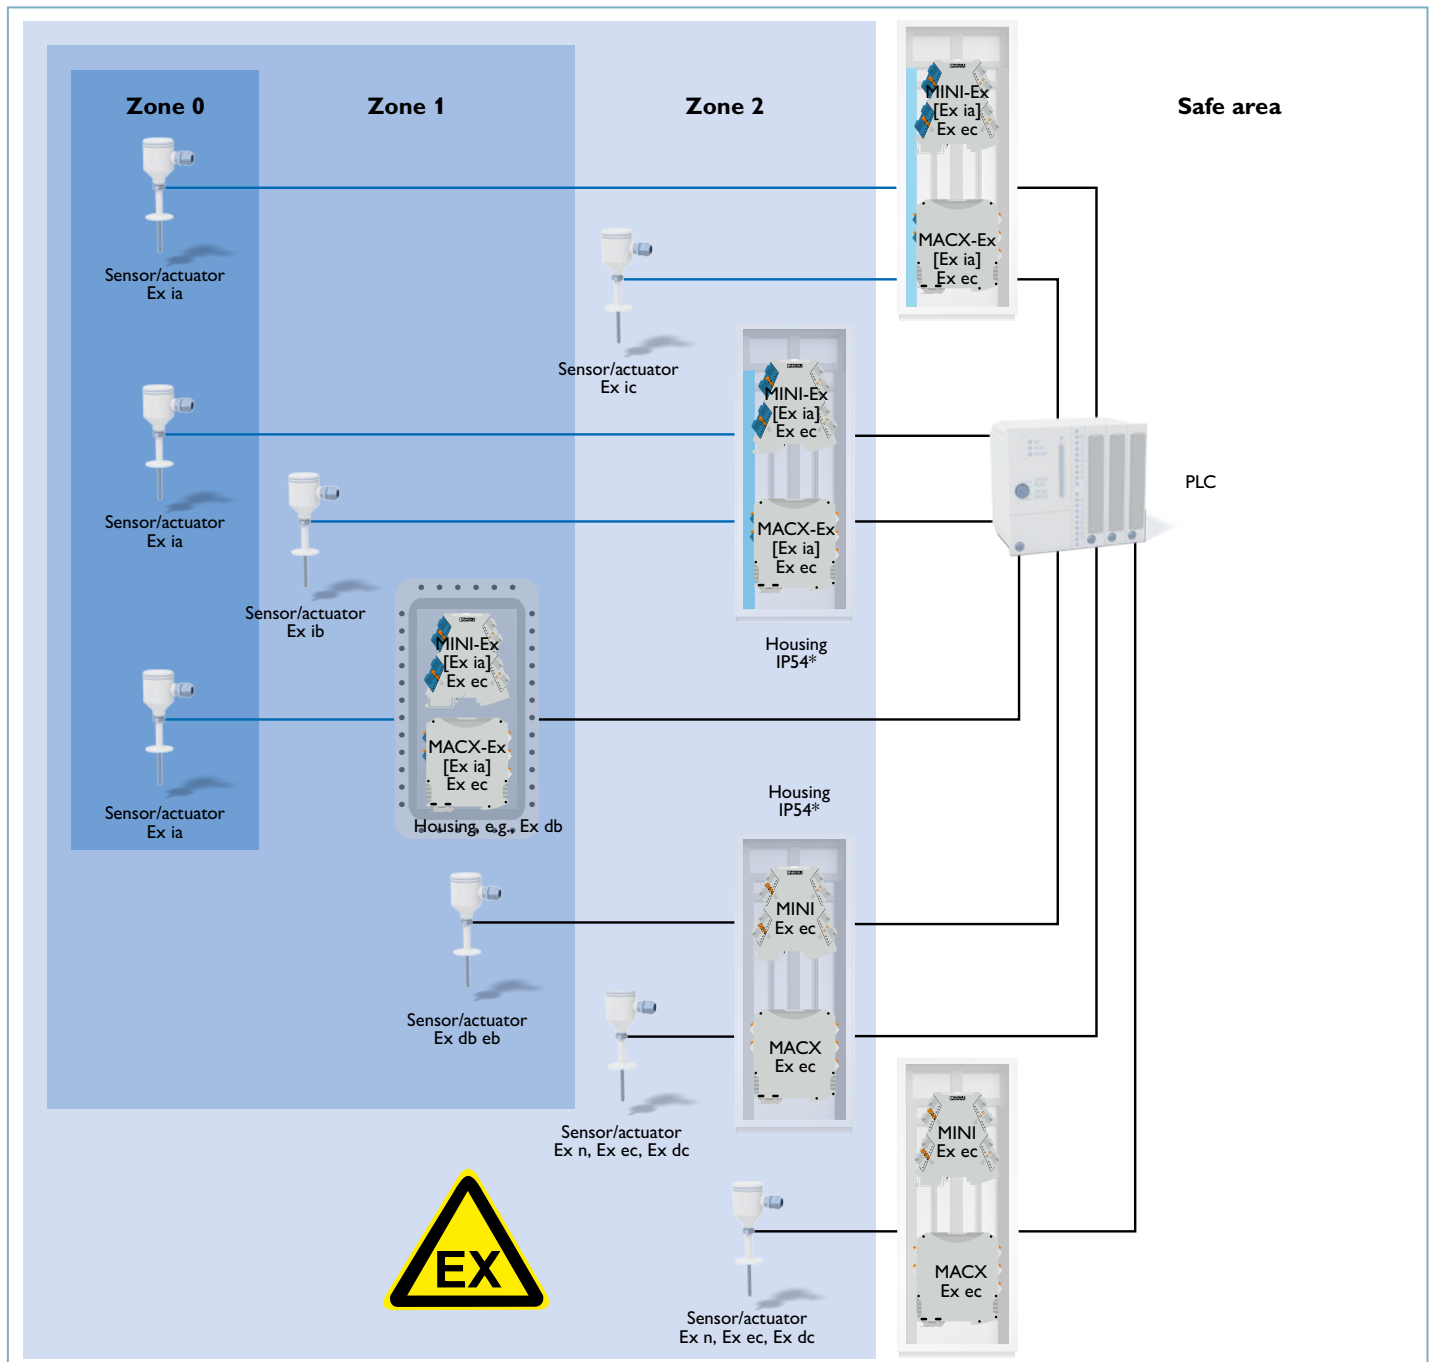 Zone 0
Zone 1
Zone 2
Safe area
MINI-Ex
[Ex ia]
Ex ec
MACX-Ex
[Ex ia]
Ex ec
Sensor/actuator
Ex ia
Sensor/actuator
Ex ic
MINI-Ex
[Ex ia]
Ex ec
MACX-Ex
[Ex ia]
Ex ec
PLC
Sensor/actuator
Ex ia
Sensor/actuator
Ex ib
Housing
IP54*
MINI-Ex
[Ex ia]
Ex ec
MACX-Ex
[Ex ia]
Ex ec
Housing, e.g., Ex db
Sensor/actuator
Ex ia
Housing
IP54*
MINI
Ex ec
MACX
Ex ec
Sensor/actuator
Ex db eb
Sensor/actuator
Ex n, Ex ec, Ex dc
MINI
Ex ec
MACX
Ex ec
EX
Sensor/actuator
Ex n, Ex ec, Ex dc